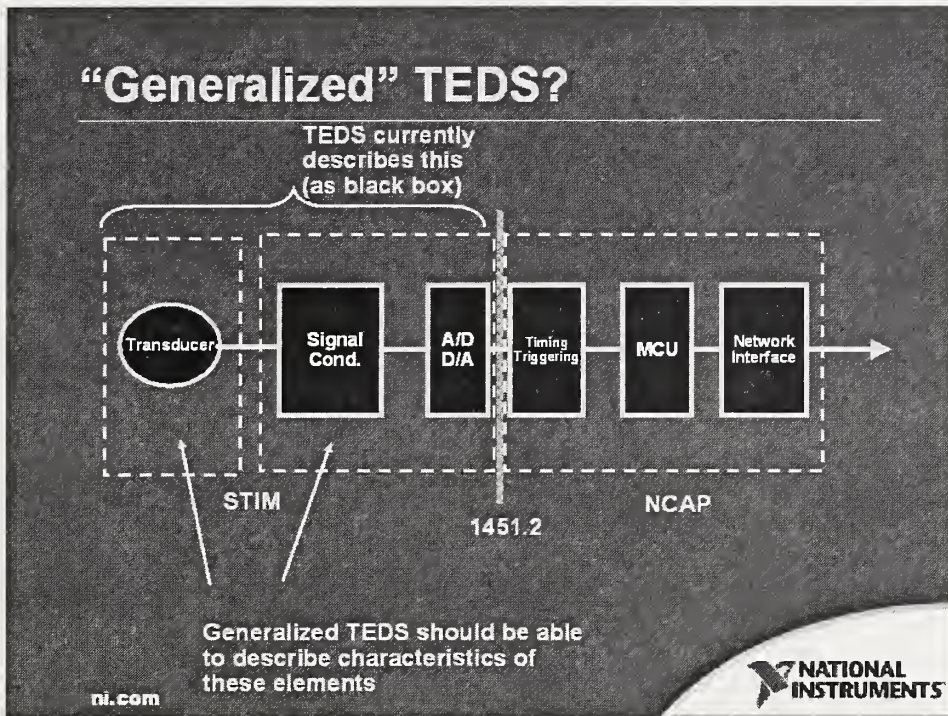 “Generalized” TEDS?
TEDS currently
describes this
(as black box)
Transducer
Signal
Cond.
A/D
D/A
Timing
Triggering
MCU
Network
Interface
STIM
NCAP
1451.2
Generalized TEDS should be able
to describe characteristics of
these elements
ni.com
NATIONAL
INSTRUMENTS